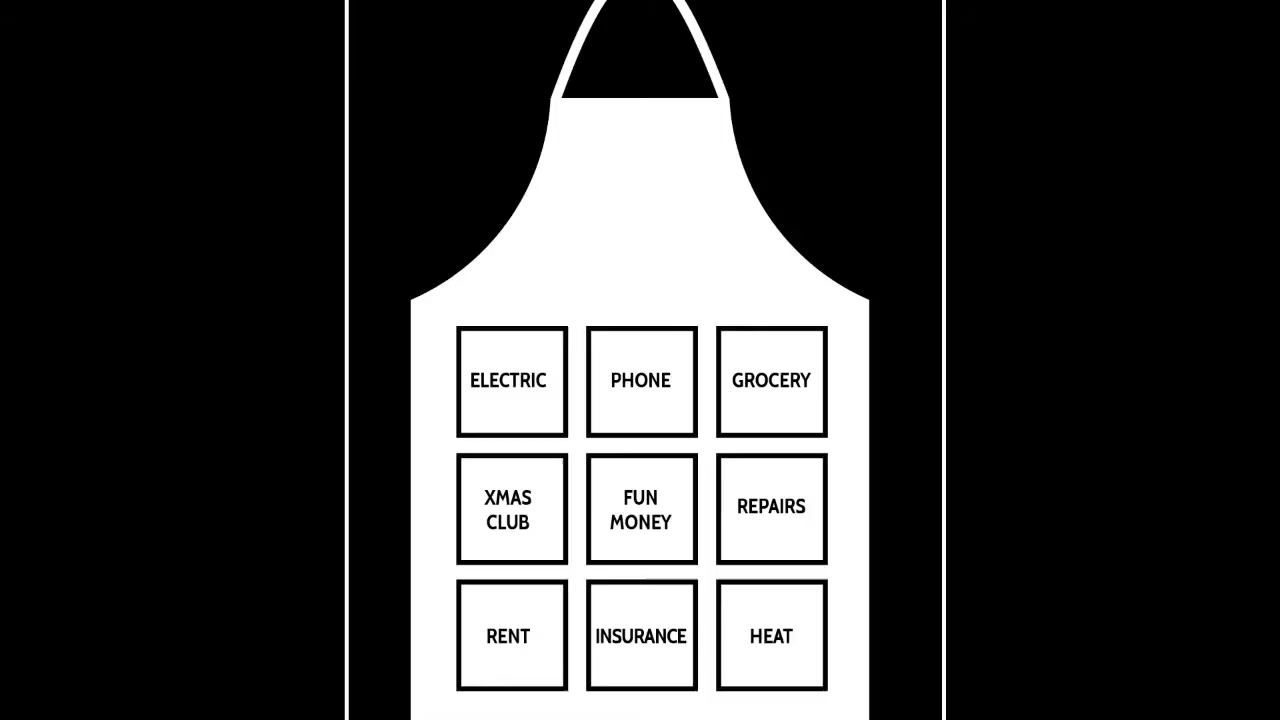 ELECTRIC
PHONE
GROCERY
XMAS
CLUB
FUN
MONEY
REPAIRS
RENT
INSURANCE
HEAT